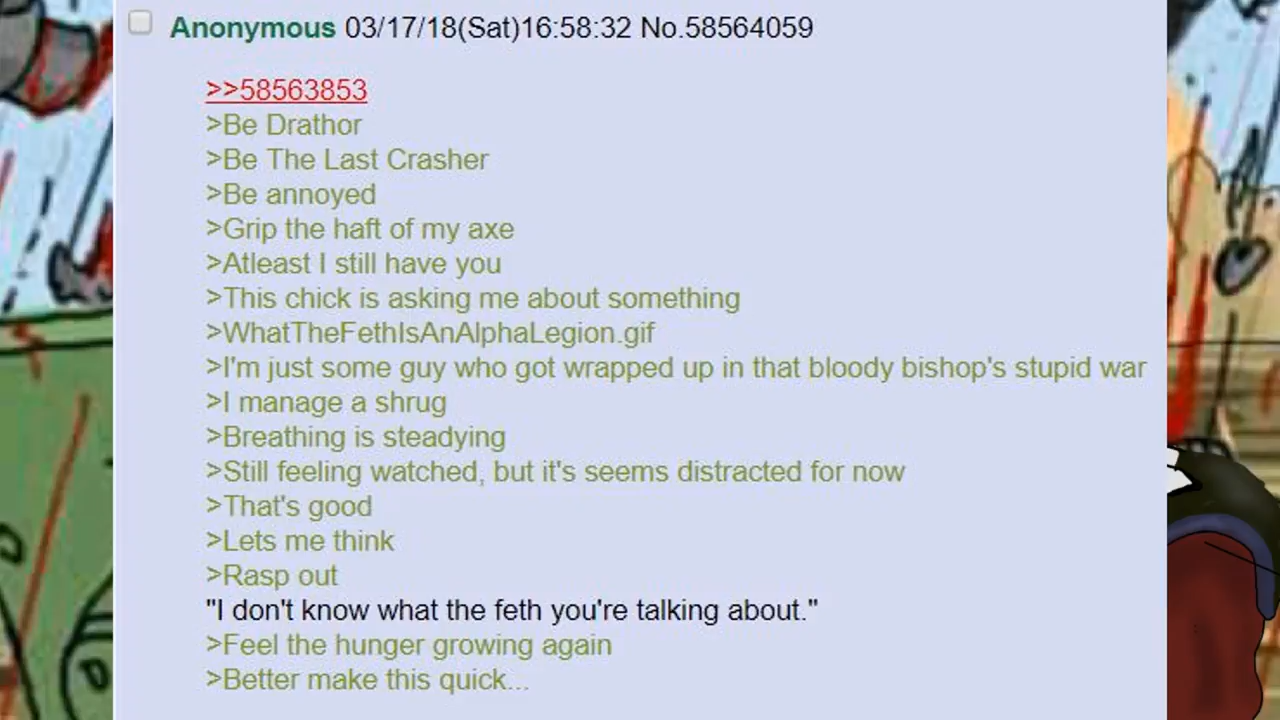 Anonymous 03/17/18(Sat)16:58:32 No.58564059
>>58563853
>Be Drathor
>Be The Last Crasher
>Be annoyed
>Grip the haft of my axe
>Atleast I still have you
>This chick is asking me about something
>WhatTheFethIsAnAlphaLegion.gif
>I'm just some guy who got wrapped up in that bloody bishop's stupid war
>I manage a shrug
>Breathing is steadying
>Still feeling watched, but it's seems distracted for now
>That's good
>Lets me think
>Rasp out
"I don't know what the feth you're talking about."
>Feel the hunger growing again
>Better make this quick...